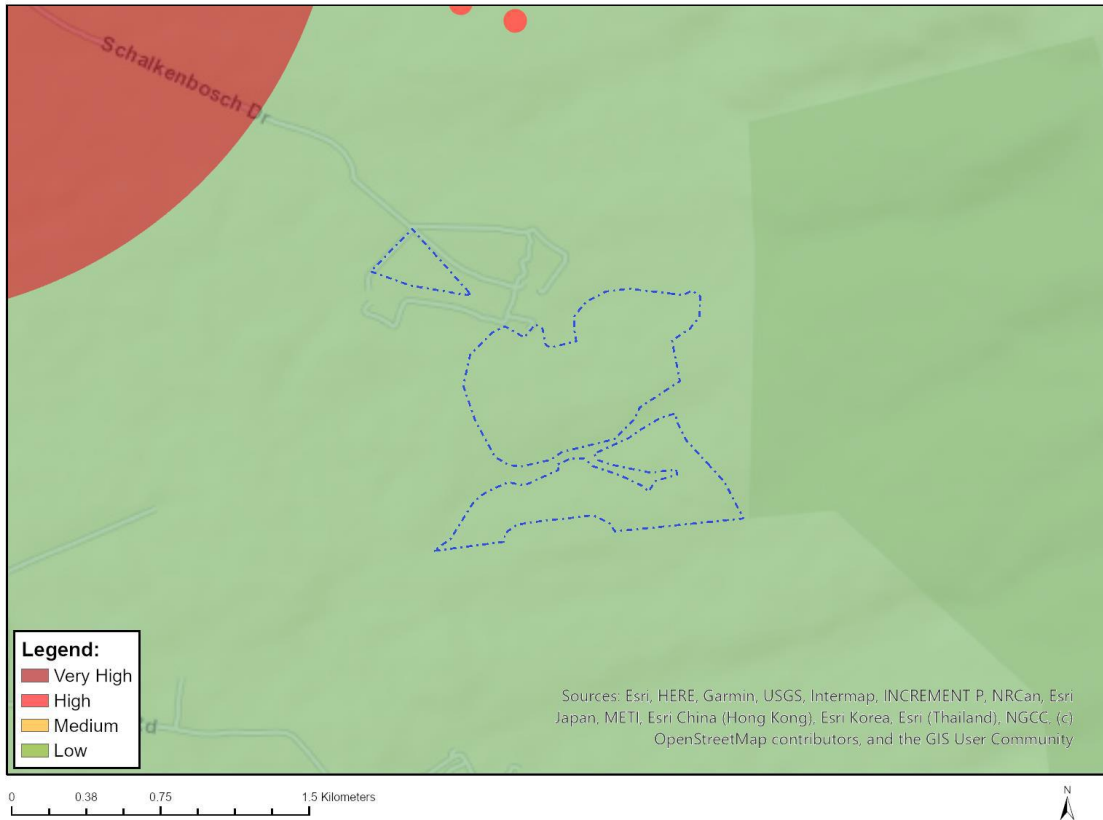 Schalkenbosch Dr
Legend:
Very High
High
Medium
Low
Rd
Sources: Esri, HERE, Garmin, USGS, Intermap, INCREMENT P, NRCan, Esri
Japan, METI, Esri China (Hong Kong), Esri Korea, Esri (Thailand), NGCC, (c)
OpenStreetMap contributors, and the GIS User Community
0 0.38 0.75 1.5 Kilometers
N